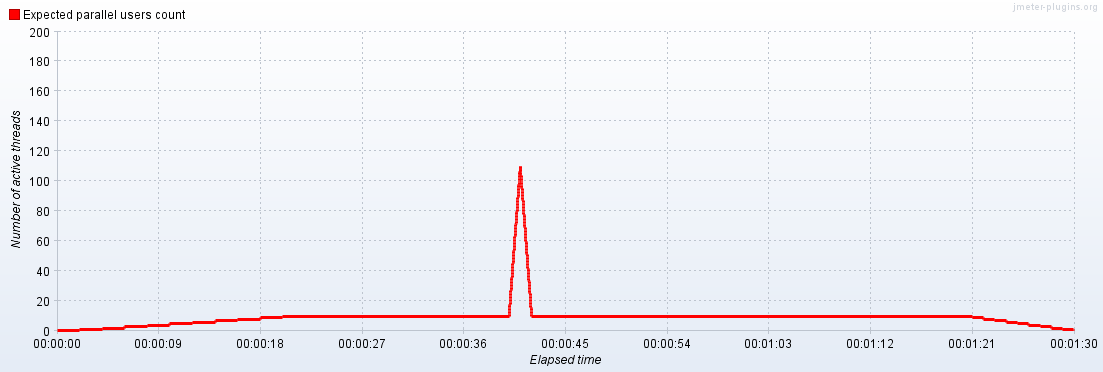 Expected parallel users count
jmeter-plugins.org
200
180
160
140
120
100
80
60
40
20
0
Number of active threads
00:00:00 00:00:09 00:00:18 00:00:27 00:00:36 00:00:45 00:00:54 00:01:03 00:01:12 00:01:21 00:01:30
Elapsed time